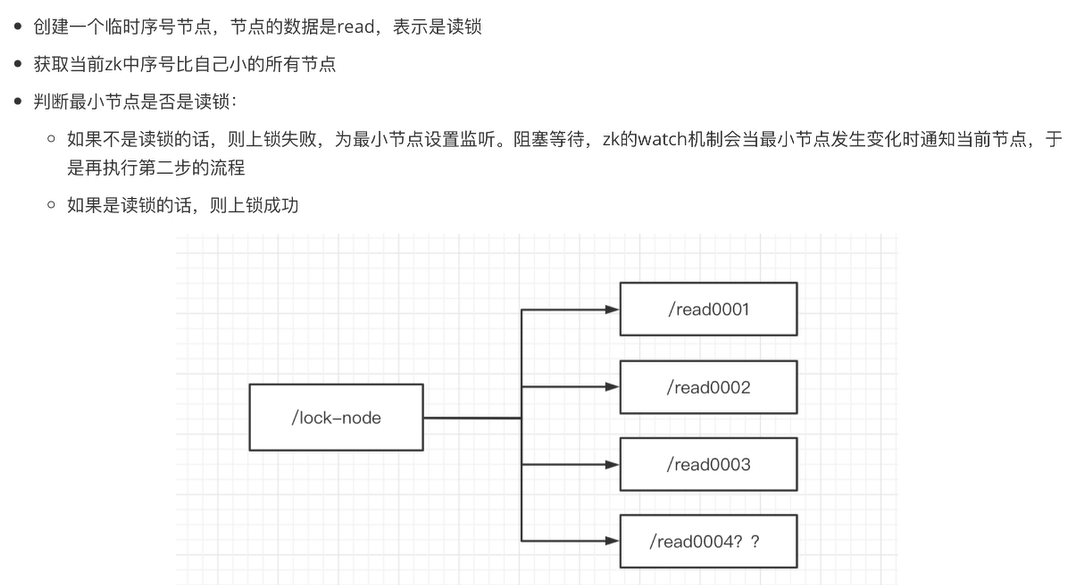 创建一个临时序号节点，节点的数据是read，表示是读锁
获取当前zk中序号比自己小的所有节点
判断最小节点是否是读锁：
如果不是读锁的话，则上锁失败，为最小节点设置监听。阻塞等待，zk的watch机制会当最小节点发生变化时通知当前节点，于
是再执行第二步的流程
如果是读锁的话，则上锁成功
/lock-node
/read0001
/read0002
/read0003
/read0004？？